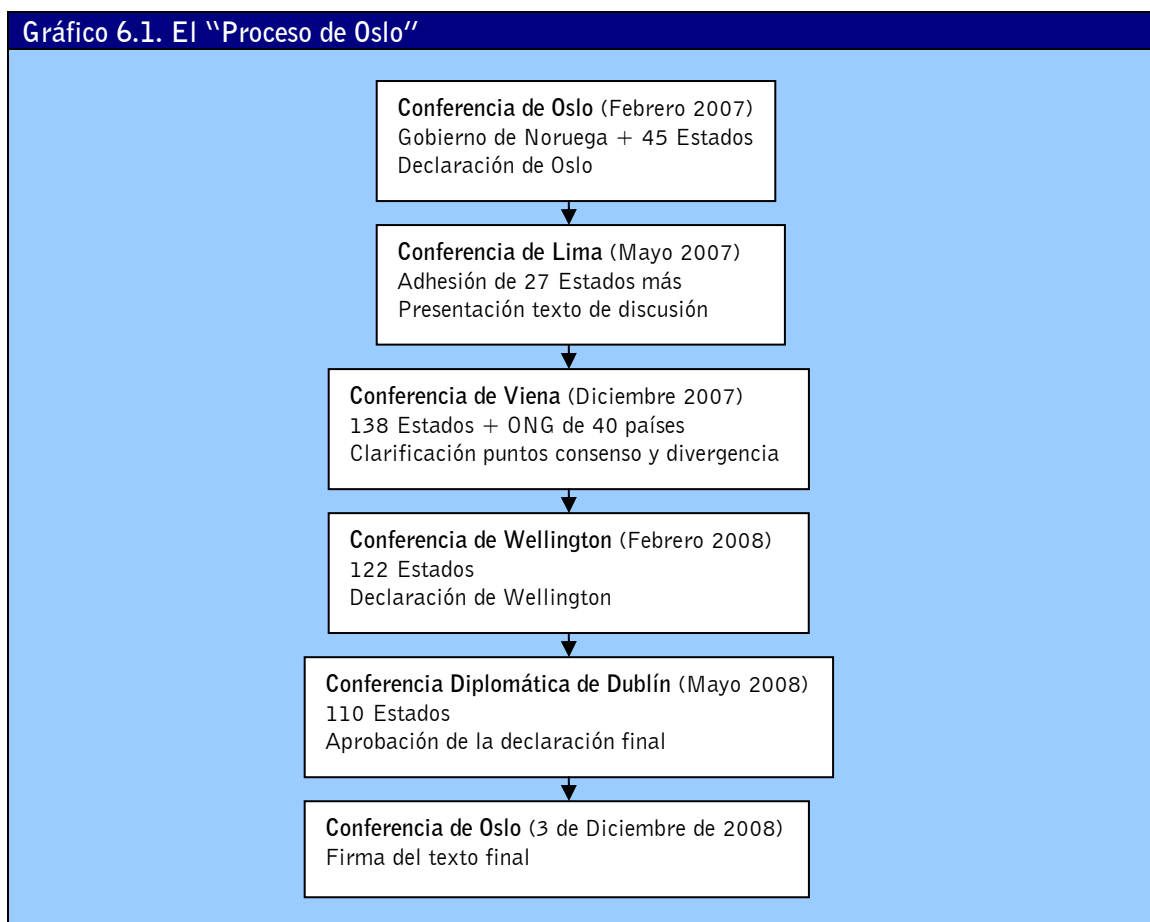 Gráfico 6.1. El “Proceso de Oslo”
Conferencia de Oslo (Febrero 2007)
Gobierno de Noruega + 45 Estados
Declaración de Oslo
Conferencia de Lima (Mayo 2007)
Adhesión de 27 Estados más
Presentación texto de discusión
Conferencia de Viena (Diciembre 2007)
138 Estados + ONG de 40 países
Clarificación puntos consenso y divergencia
Conferencia de Wellington (Febrero 2008)
122 Estados
Declaración de Wellington
Conferencia Diplomática de Dublín (Mayo 2008)
110 Estados
Aprobación de la declaración final
Conferencia de Oslo (3 de Diciembre de 2008)
Firma del texto final